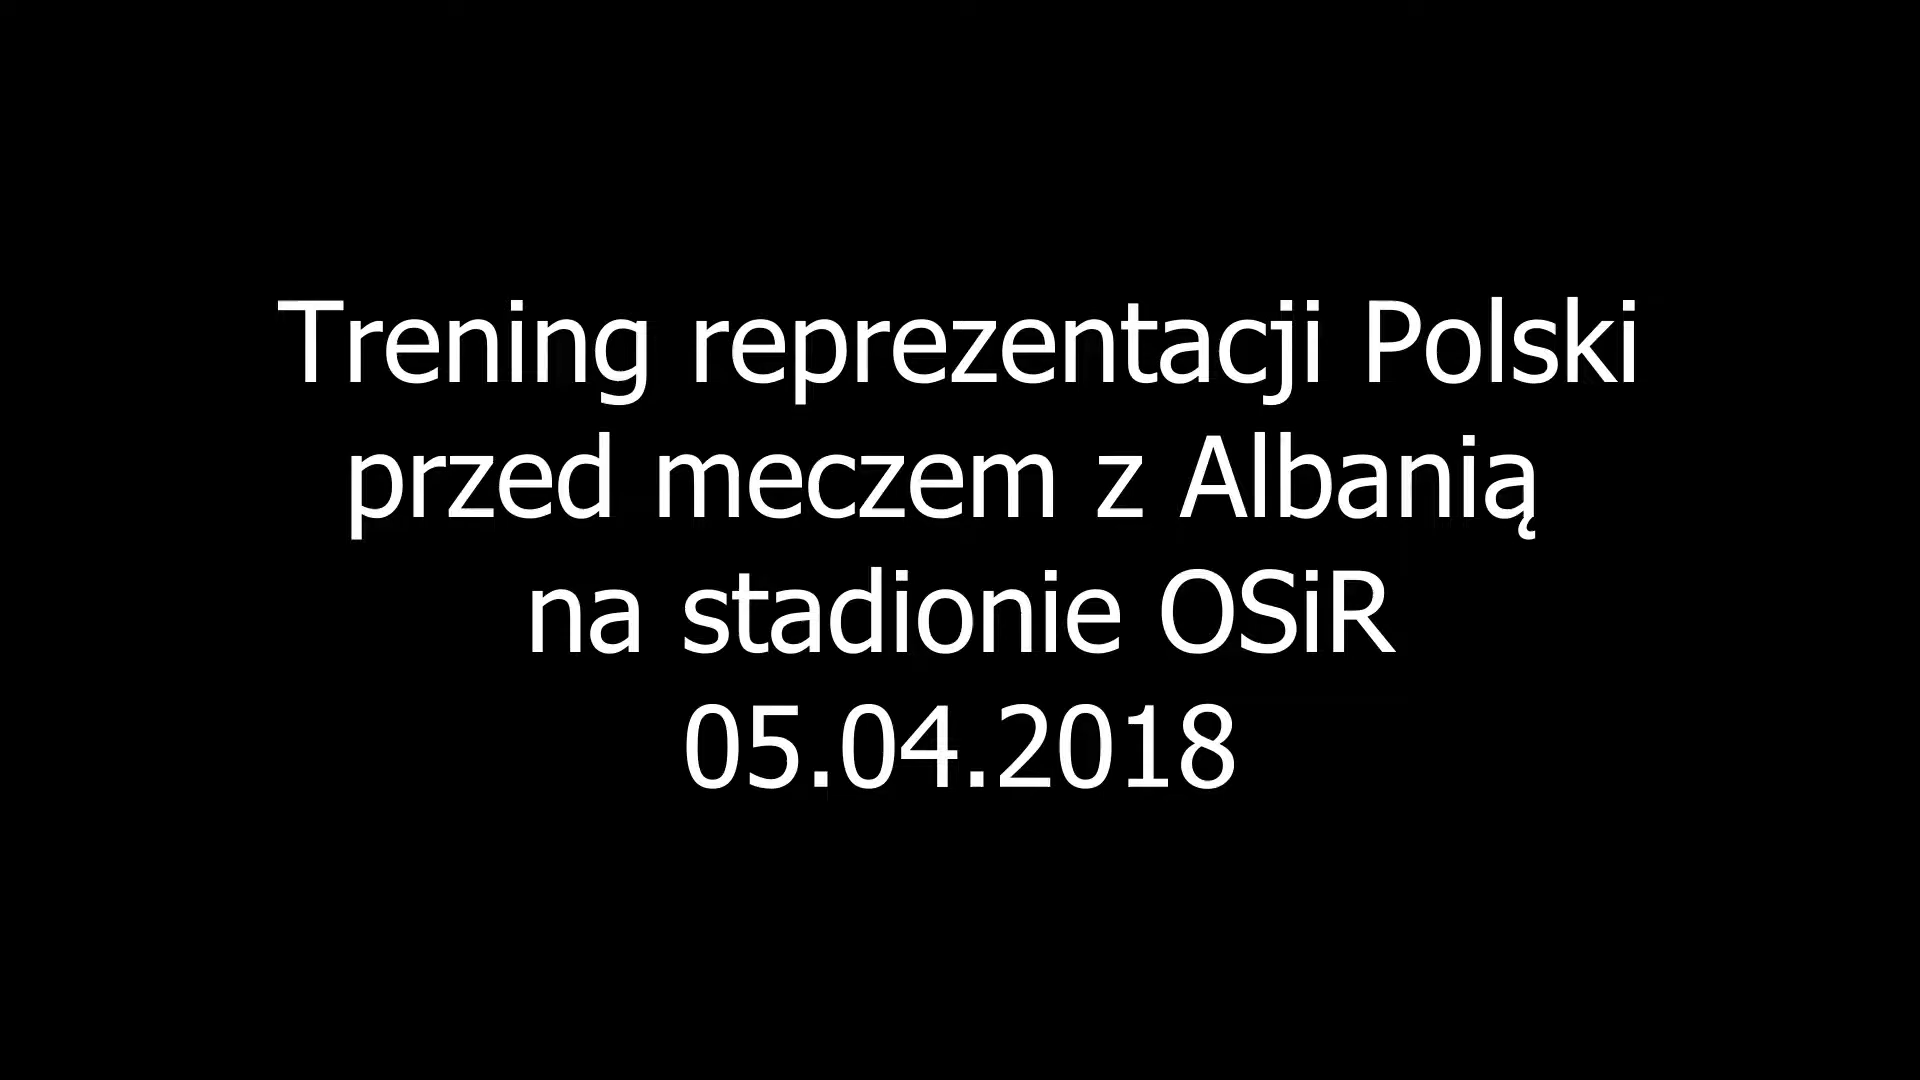 Trening reprezentacji Polski
przed meczem z Albanią
na stadionie OSiR
05.04.2018